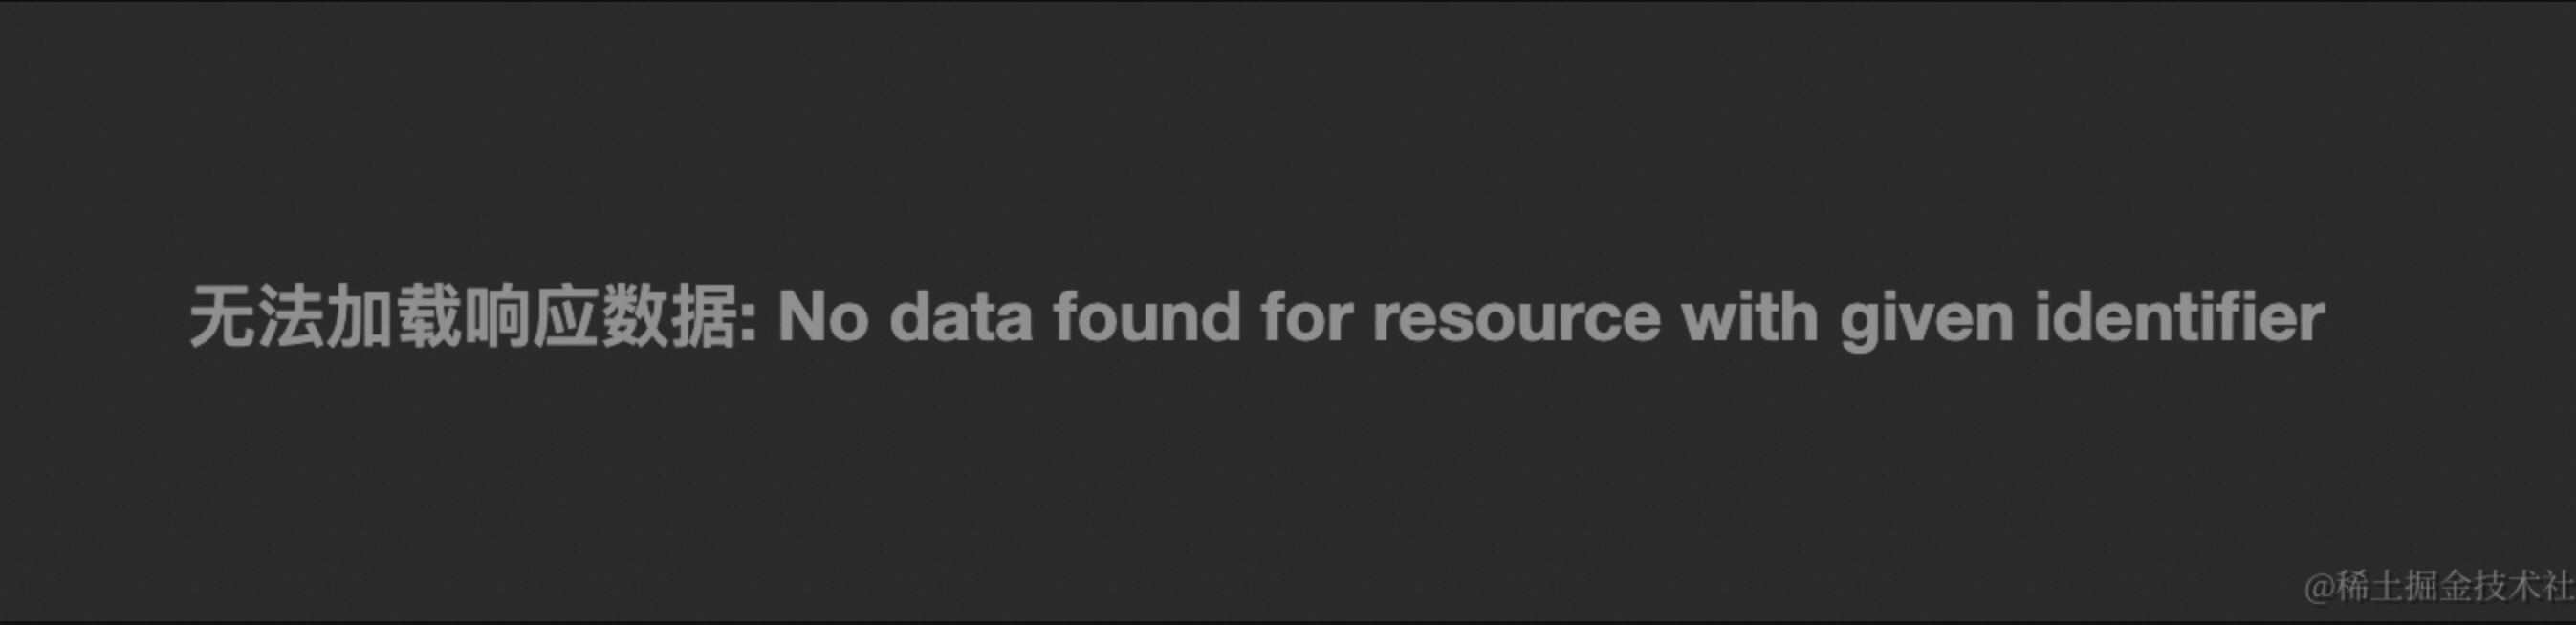 无法加载响应数据: No data found for resource with given identifier
@稀土掘金技术社